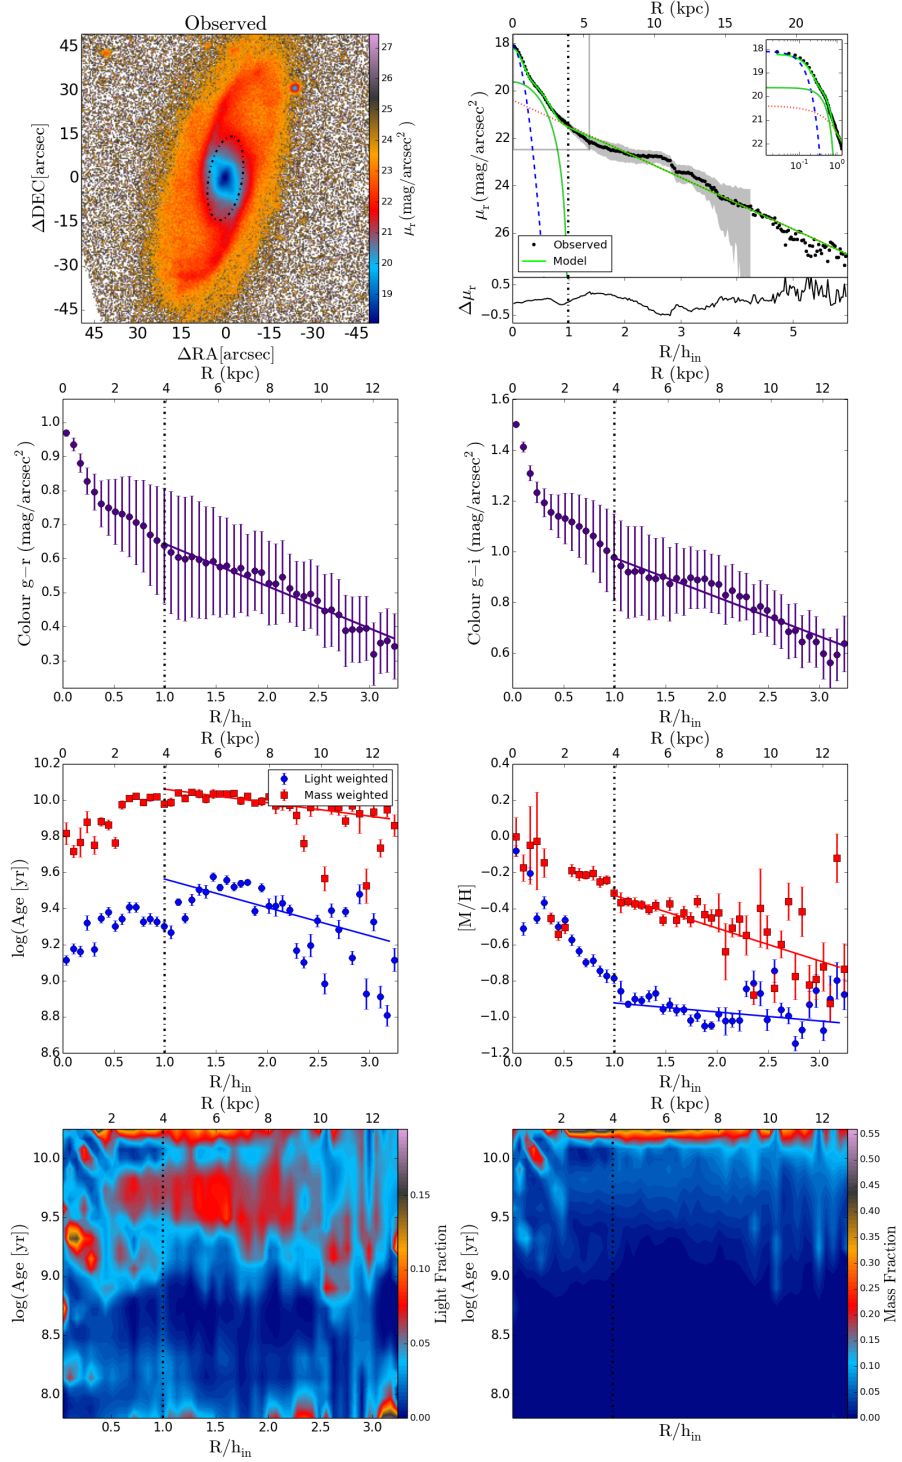 Observed
45
30
15
0
-15
-30
-45
ΔDEC[arcsec]
45 30 15 0 -15 -30 -45
ΔRA[arcsec]
27
26
25
24
23
22
21
20
19
18
μr (mag/arcsec²)
R (kpc)
0 5 10 15 20
18
20
22
24
26
μr (mag/arcsec²)
18
19
20
21
22
10⁻¹ 10⁰
Observed
Model
0.5
−0.5
Δμr
0 1 2 3 4 5
R/hin
R (kpc)
0 2 4 6 8 10 12
1.0
0.9
0.8
0.7
0.6
0.5
0.4
0.3
Colour g−r (mag/arcsec²)
0.0 0.5 1.0 1.5 2.0 2.5 3.0
R/hin
R (kpc)
0 2 4 6 8 10 12
1.6
1.4
1.2
1.0
0.8
0.6
Colour g−i (mag/arcsec²)
0.0 0.5 1.0 1.5 2.0 2.5 3.0
R/hin
R (kpc)
0 2 4 6 8 10 12
10.2
10.0
9.8
9.6
9.4
9.2
9.0
8.8
8.6
log(Age [yr])
Light weighted
Mass weighted
0.0 0.5 1.0 1.5 2.0 2.5 3.0
R/hin
R (kpc)
0 2 4 6 8 10 12
0.4
0.2
0.0
−0.2
−0.4
−0.6
−0.8
−1.0
−1.2
[M/H]
0.0 0.5 1.0 1.5 2.0 2.5 3.0
R/hin
R (kpc)
2 4 6 8 10 12
10.0
9.5
9.0
8.5
8.0
log(Age [yr])
0.5 1.0 1.5 2.0 2.5 3.0
R/hin
0.15
0.10
0.05
0.00
Light Fraction
R (kpc)
2 4 6 8 10 12
10.0
9.5
9.0
8.5
8.0
log(Age [yr])
R/hin
0.55
0.50
0.45
0.40
0.35
0.30
0.25
0.20
0.15
0.10
0.05
0.00
Mass Fraction